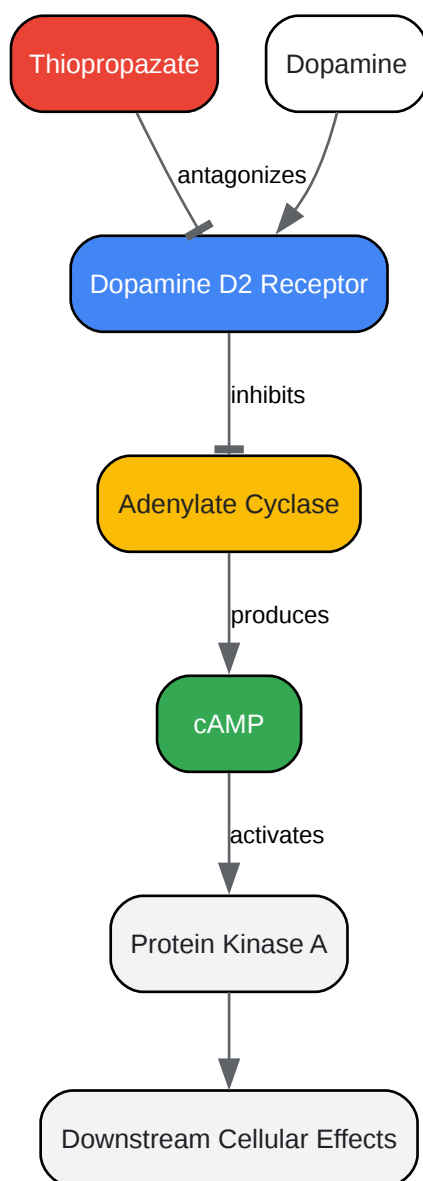 Thiopropazate
Dopamine
antagonizes
Dopamine D2 Receptor
inhibits
Adenylate Cyclase
produces
cAMP
activates
Protein Kinase A
Downstream Cellular Effects